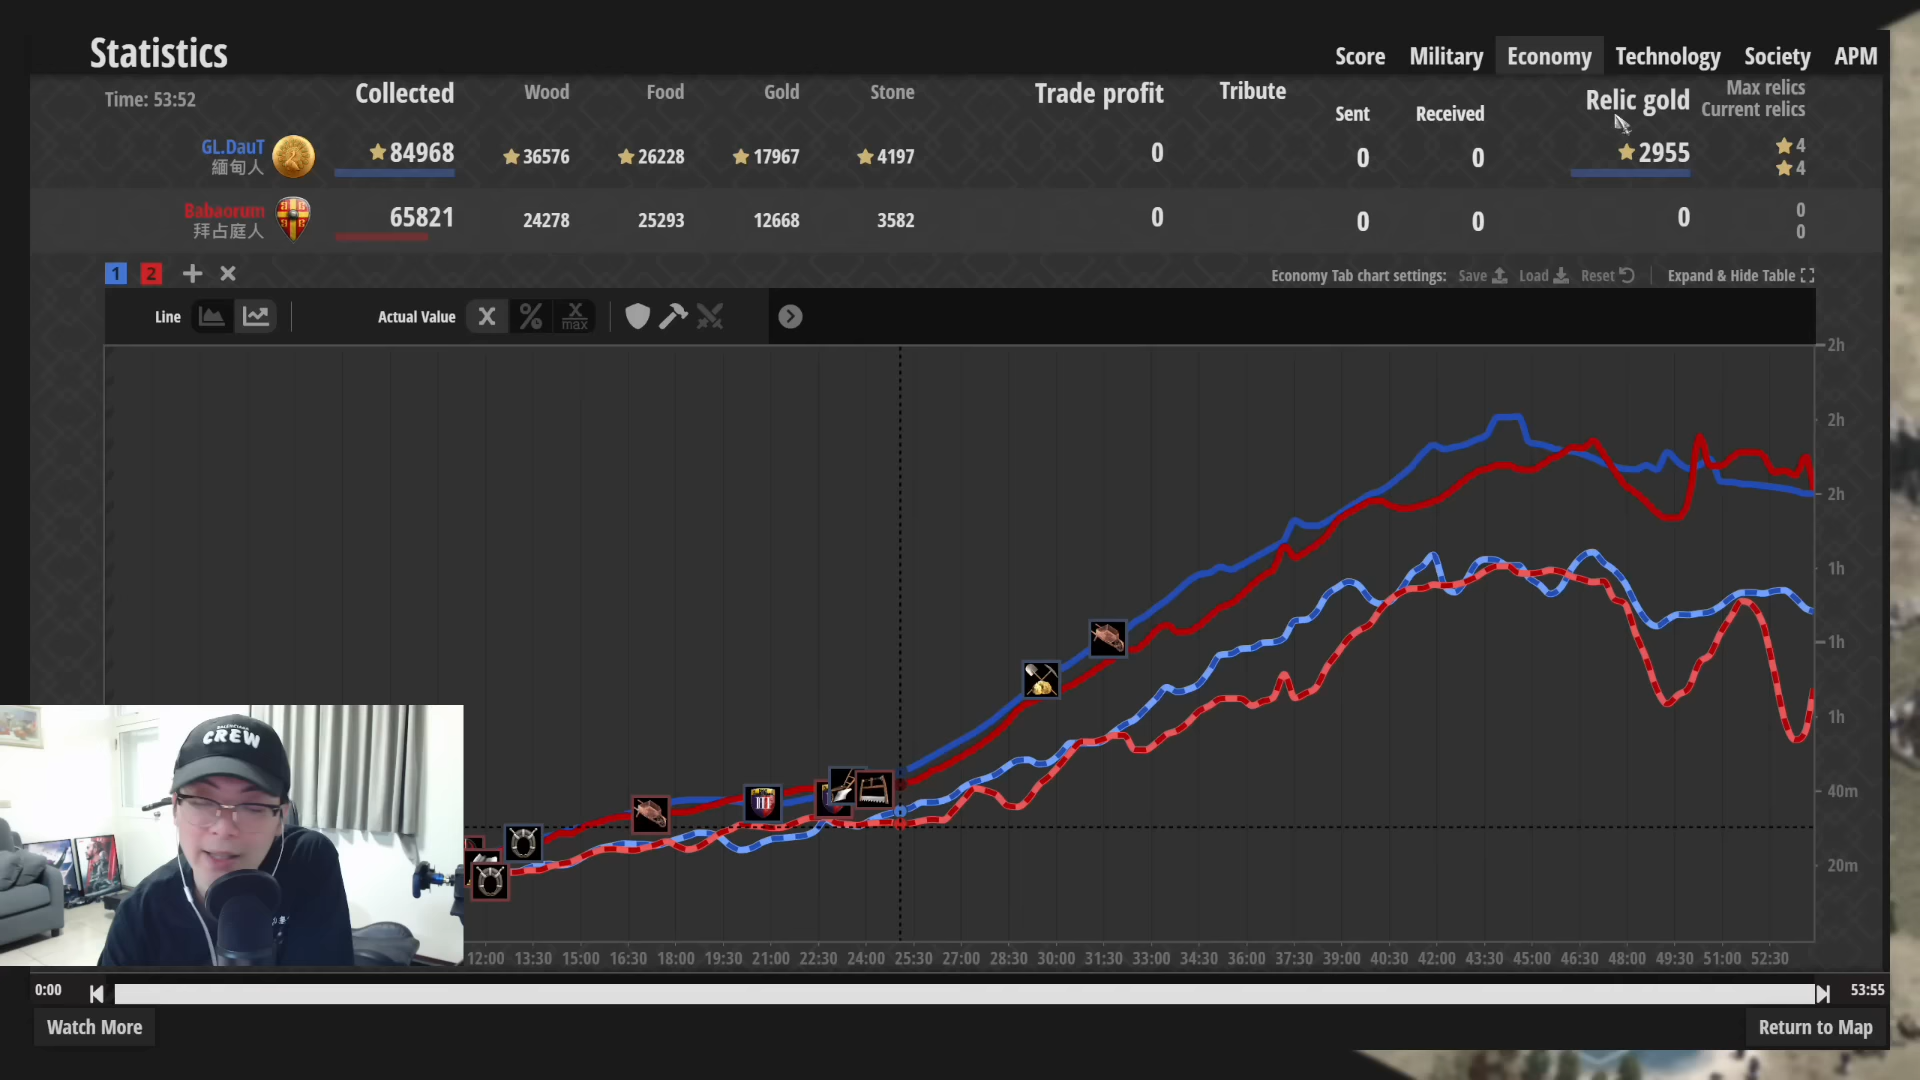 Statistics
Score Military Economy Technology Society APM
Time: 53:52
Collected Wood Food Gold Stone Trade profit Tribute Sent Received Relic gold Max relics
Current relics
GL.DauT
緬甸人
84968 36576 26228 17967 4197 0 0 0 2955 4
4
Babaorum
拜占庭人
65821 24278 25293 12668 3582 0 0 0 0 0
0
1 2
Economy Tab chart settings: Save Load Reset Expand & Hide Table
Line Actual Value X % X
max
2h
2h
2h
1h
1h
1h
40m
20m
CREW
12:00 13:30 15:00 16:30 18:00 19:30 21:00 22:30 24:00 25:30 27:00 28:30 30:00 31:30 33:00 34:30 36:00 37:30 39:00 40:30 42:00 43:30 45:00 46:30 48:00 49:30 51:00 52:30
0:00 53:55
Watch More Return to Map